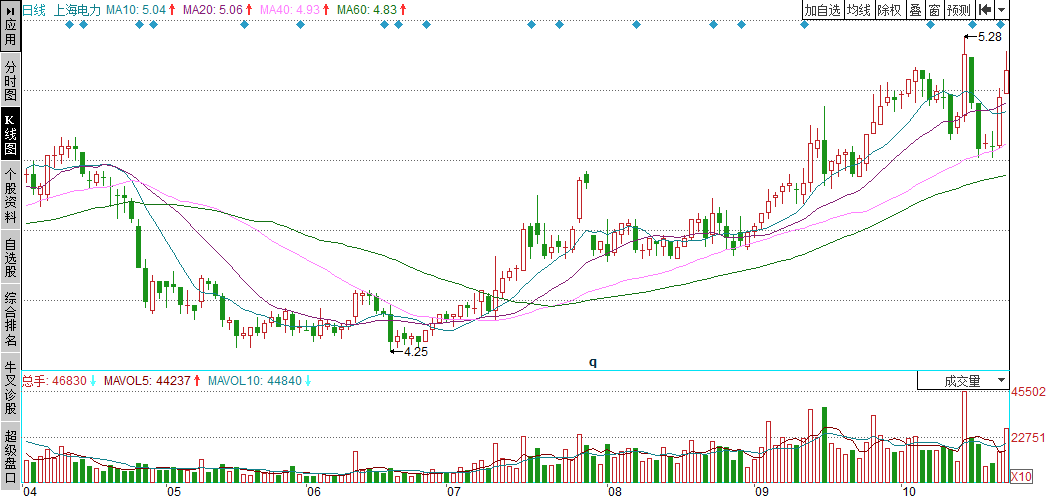 应用
分时图
K线图
个股资料
自选股
综合排名
牛叉诊股
超级盘口
日线 上海电力 MA10: 5.04 MA20: 5.06 MA40: 4.93 MA60: 4.83
加自选 均线 除权 叠 窗 预测
5.28
4.25
q
总手: 46830 MAVOL5: 44237 MAVOL10: 44840
成交量
45502
22751
X10
04 05 06 07 08 09 10